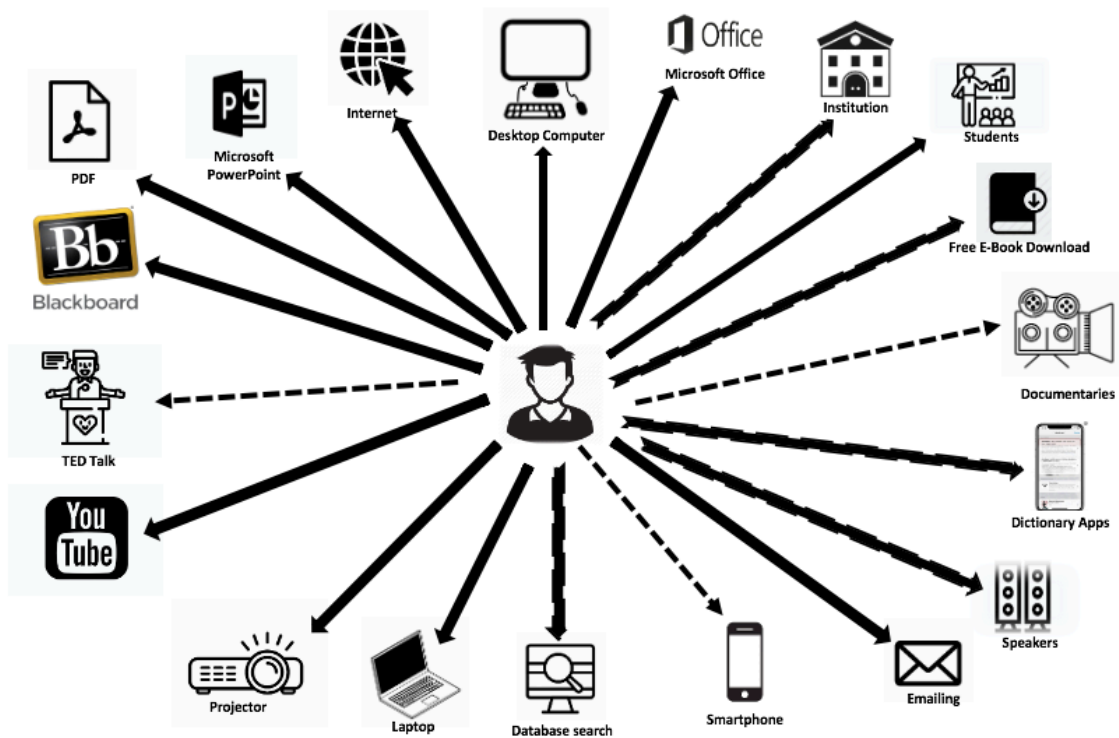 Office
Microsoft Office
Internet
Desktop Computer
Institution
Students
P
Microsoft
PowerPoint
PDF
Bb
Blackboard
Free E-Book Download
Documentaries
TED Talk
Dictionary Apps
You
Tube
Speakers
Emailing
Projector
Laptop
Database search
Smartphone